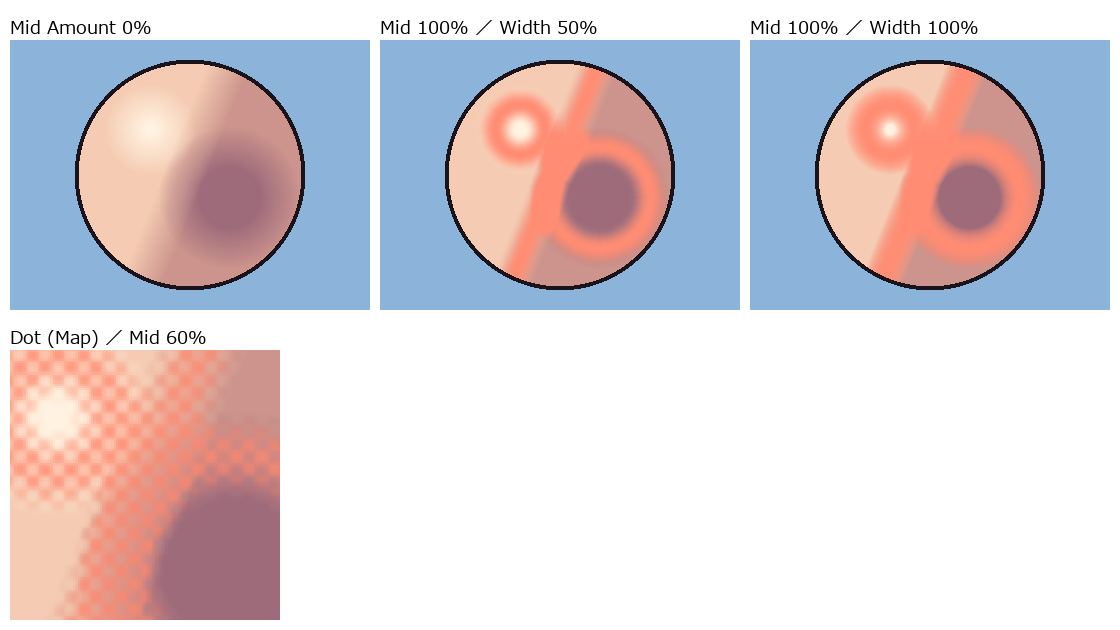 Mid Amount 0%
Mid 100% ／ Width 50%
Mid 100% ／ Width 100%
Dot (Map) ／ Mid 60%